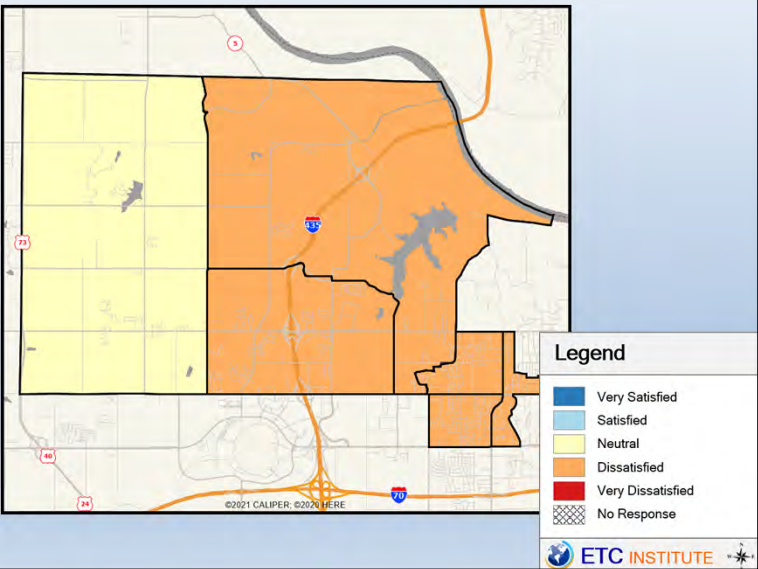 5
435
73
Legend
Very Satisfied
Satisfied
Neutral
Dissatisfied
Very Dissatisfied
No Response
40
24
70
©2021 CALIPER; ©2020 HERE
ETC INSTITUTE